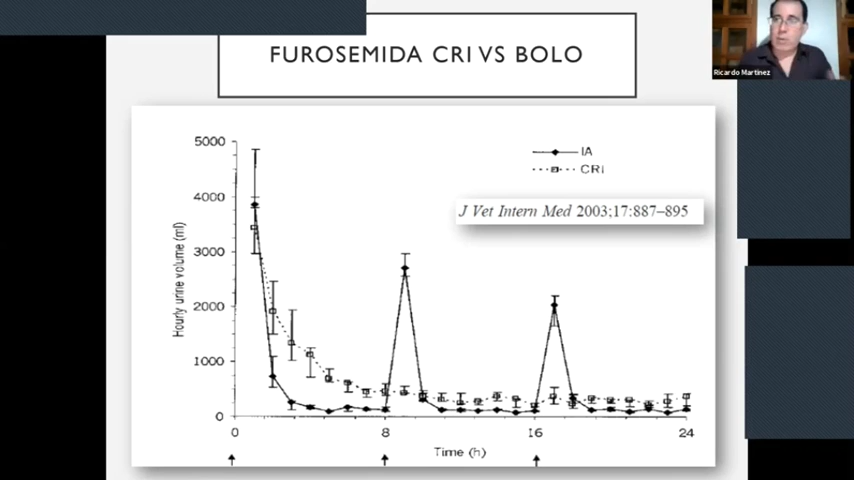 FUROSEMIDA CRI VS BOLO
Ricardo Martinez
5000
4000
3000
2000
1000
0
Hourly urine volume (ml)
IA
CRI
J Vet Intern Med 2003;17:887–895
0 8 16 24
Time (h)